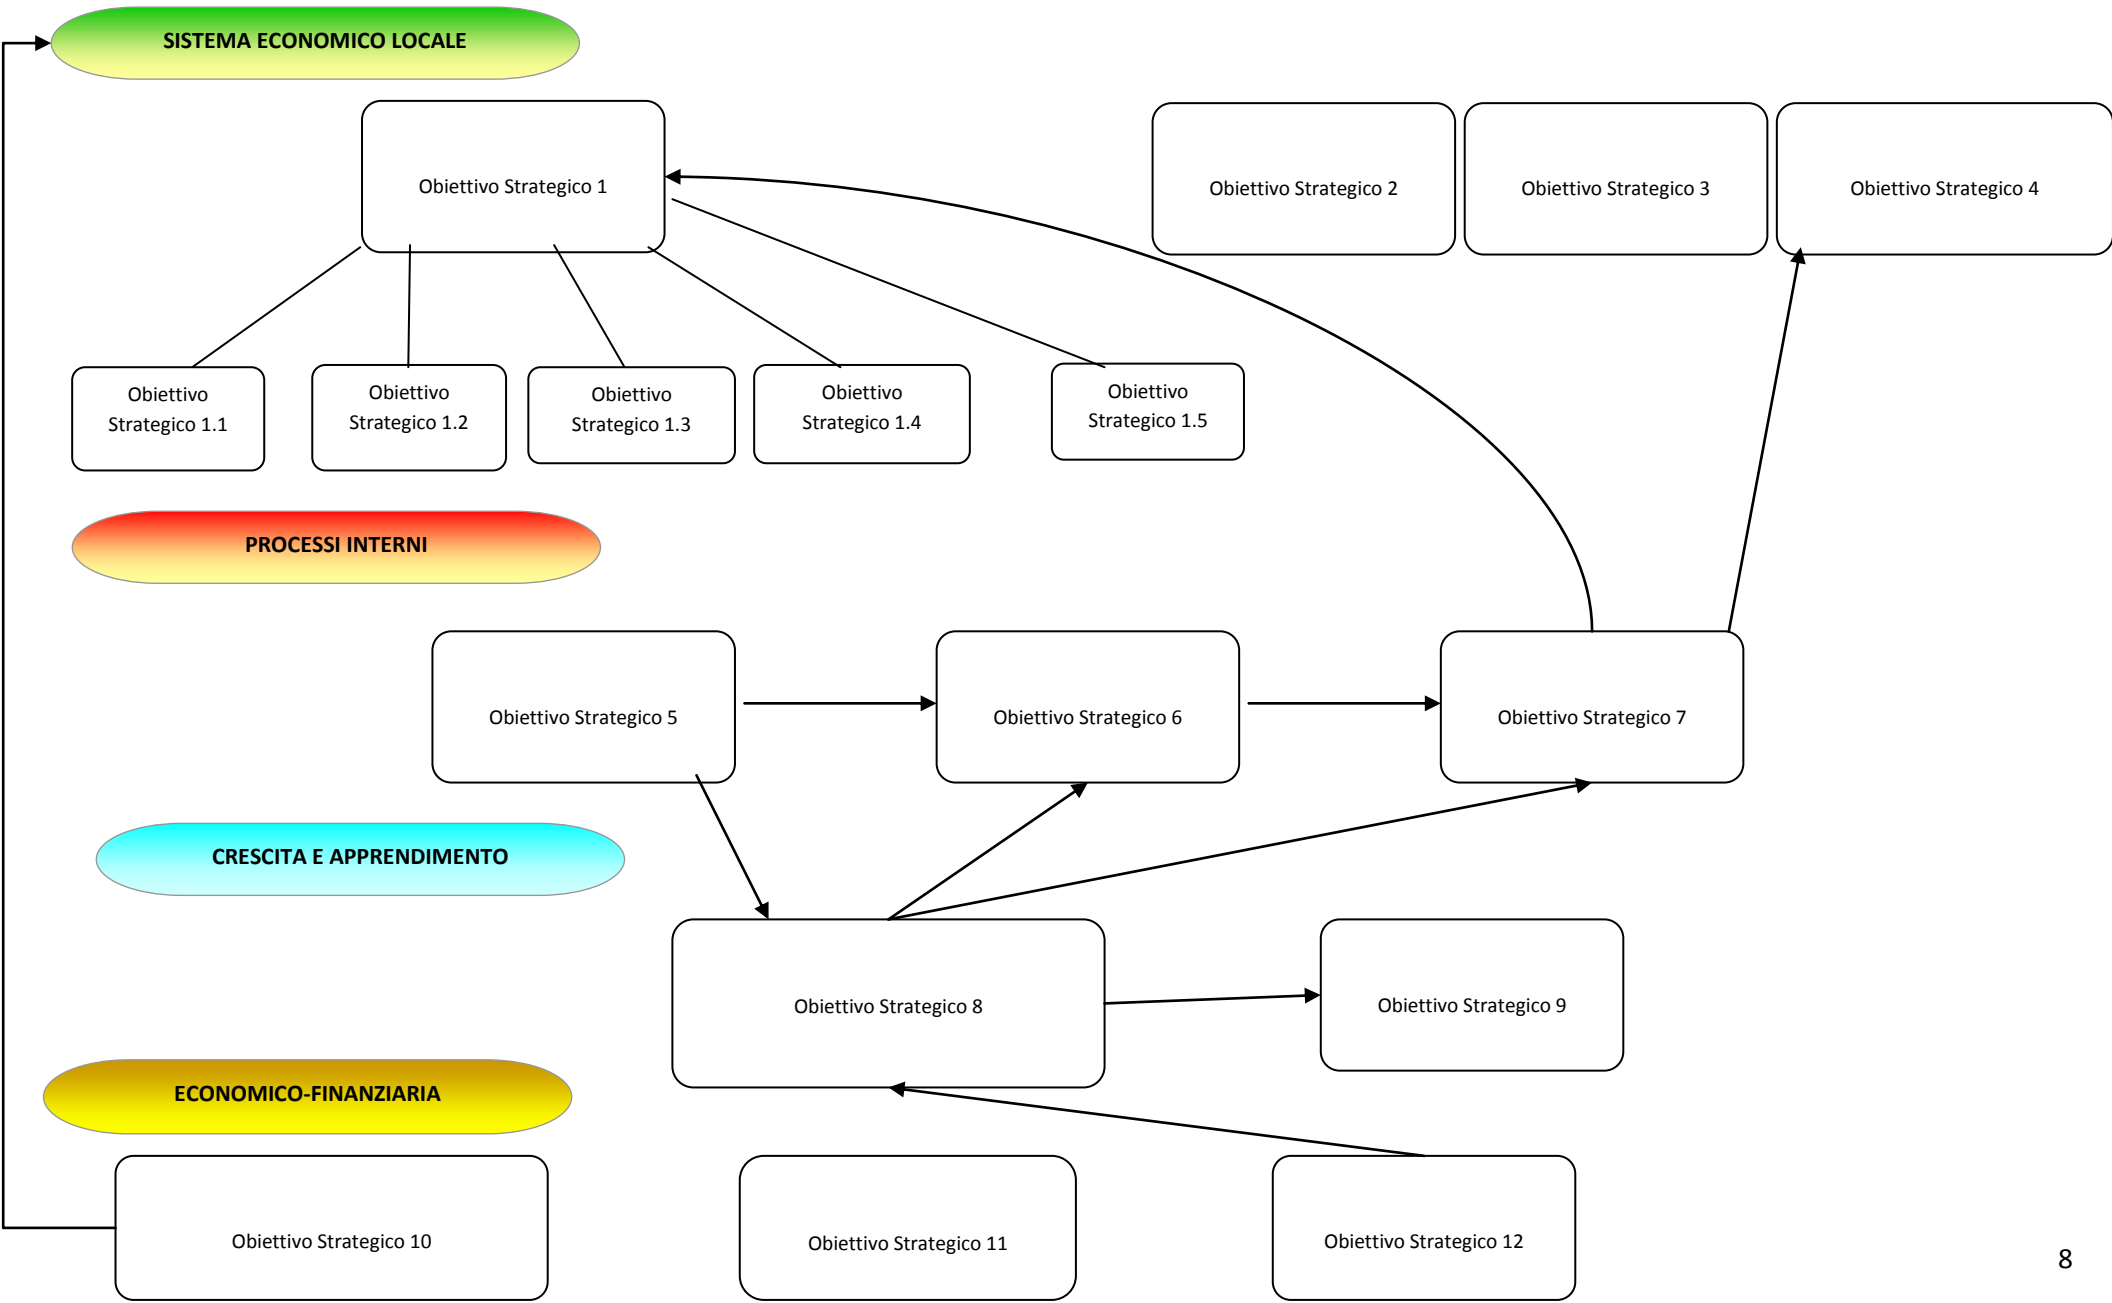 SISTEMA ECONOMICO LOCALE
Obiettivo Strategico 1
Obiettivo Strategico 2
Obiettivo Strategico 3
Obiettivo Strategico 4
Obiettivo
Strategico 1.1
Obiettivo
Strategico 1.2
Obiettivo
Strategico 1.3
Obiettivo
Strategico 1.4
Obiettivo
Strategico 1.5
PROCESSI INTERNI
Obiettivo Strategico 5
Obiettivo Strategico 6
Obiettivo Strategico 7
CRESCITA E APPRENDIMENTO
Obiettivo Strategico 8
Obiettivo Strategico 9
ECONOMICO-FINANZIARIA
Obiettivo Strategico 10
Obiettivo Strategico 11
Obiettivo Strategico 12
8